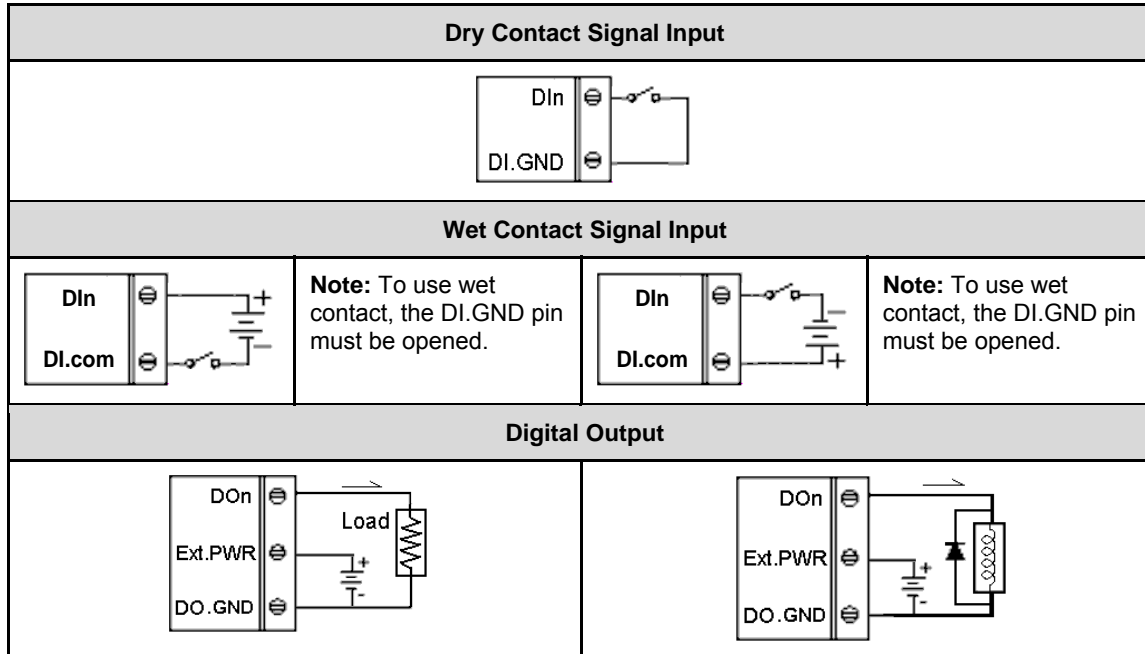 Dry Contact Signal Input
DIn
DI.GND
Wet Contact Signal Input
DIn
DI.com
+
−
Note: To use wet
contact, the DI.GND pin
must be opened.
DIn
DI.com
−
+
Note: To use wet
contact, the DI.GND pin
must be opened.
Digital Output
DOn
Load
Ext.PWR
+
-
DO.GND
DOn
Ext.PWR
+
-
DO.GND